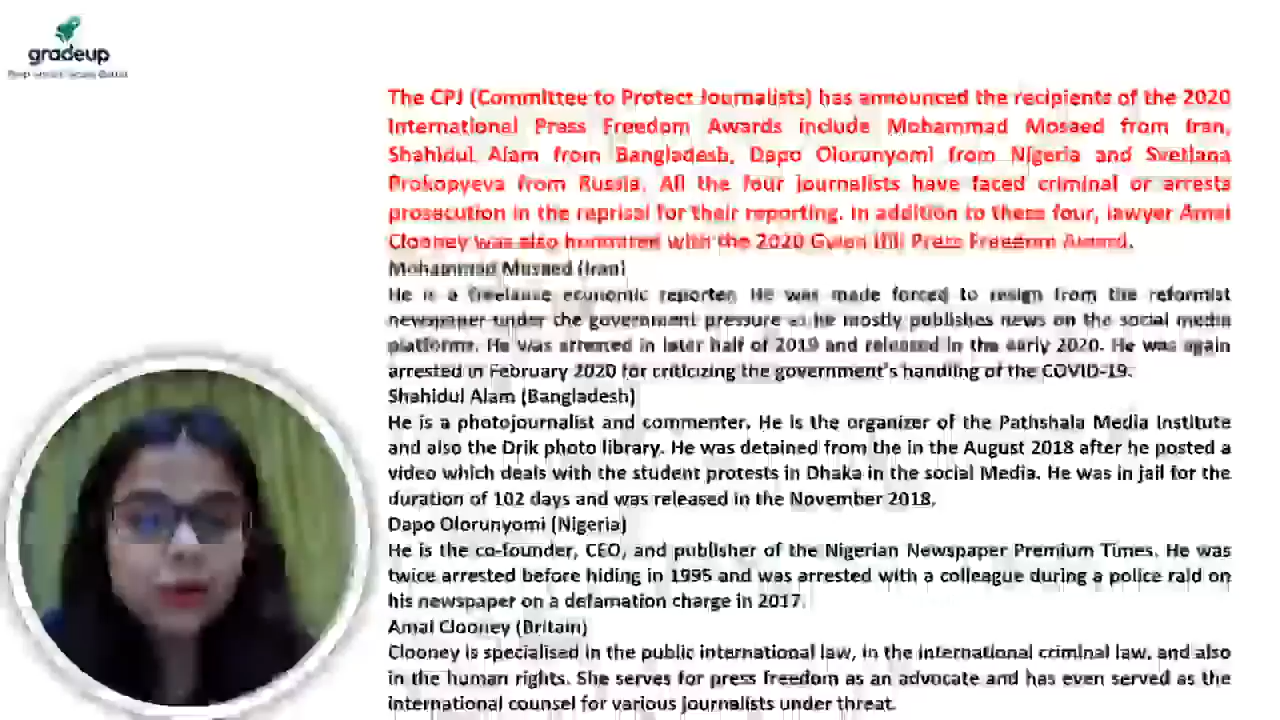 gradeup
The CPJ (Committee to Protect Journalists) has announced the recipients of the 2020
International Press Freedom Awards include Mohammad Mosaed from Iran,
Shahidul Alam from Bangladesh, Dapo Olorunyomi from Nigeria and Svetlana
Prokopyeva from Russia. All the four journalists have faced criminal or arrests
prosecution in the reprisal for their reporting. In addition to these four, lawyer Amal
Clooney was also honoured with the 2020 Gwen Ifill Press Freedom Award.
Mohammad Mosaed (Iran)
He is a freelance economic reporter. He was made forced to resign from the reformist
newspaper under the government pressure as he mostly publishes news on the social media
platforms. He was arrested in later half of 2019 and released in the early 2020. He was again
arrested in February 2020 for criticizing the government's handling of the COVID-19.
Shahidul Alam (Bangladesh)
He is a photojournalist and commenter. He is the organizer of the Pathshala Media Institute
and also the Drik photo library. He was detained from the in the August 2018 after he posted a
video which deals with the student protests in Dhaka in the social Media. He was in jail for the
duration of 102 days and was released in the November 2018.
Dapo Olorunyomi (Nigeria)
He is the co-founder, CEO, and publisher of the Nigerian Newspaper Premium Times. He was
twice arrested before hiding in 1995 and was arrested with a colleague during a police raid on
his newspaper on a defamation charge in 2017.
Amal Clooney (Britain)
Clooney is specialised in the public international law, in the international criminal law, and also
in the human rights. She serves for press freedom as an advocate and has even served as the
international counsel for various journalists under threat.